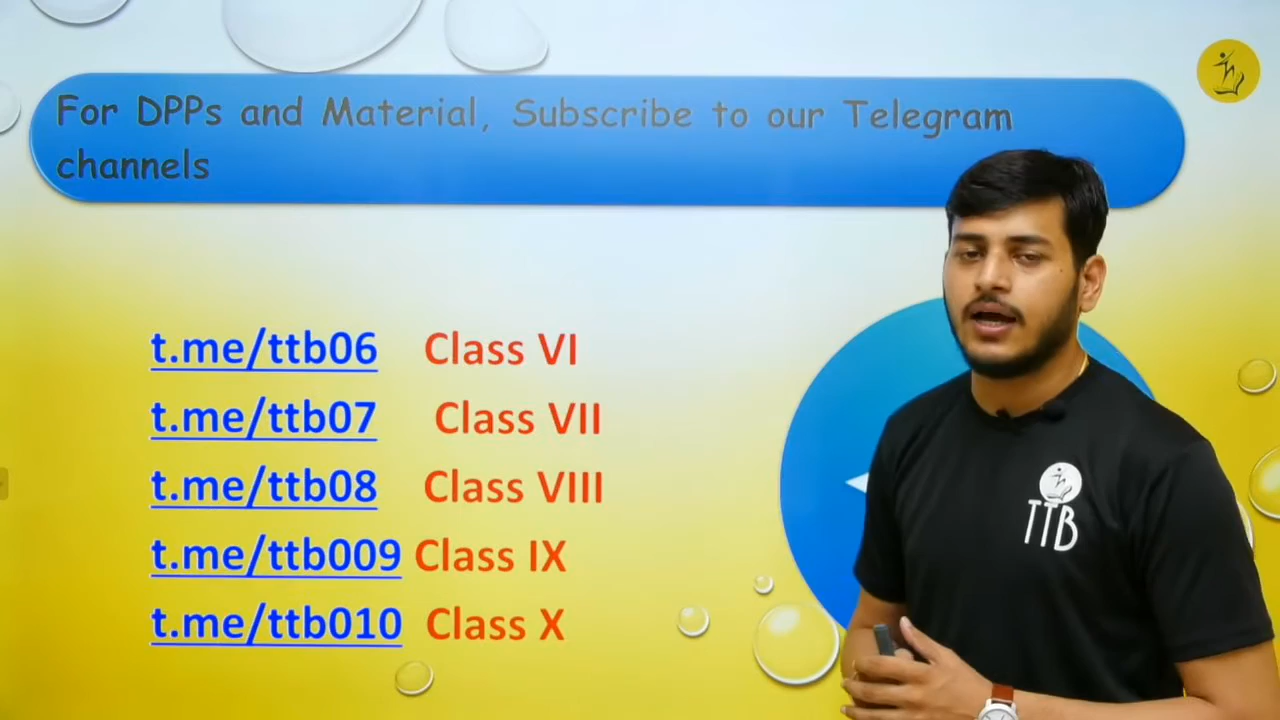 For DPPs and Material, Subscribe to our Telegram
channels
t.me/ttb06 Class VI
t.me/ttb07 Class VII
t.me/ttb08 Class VIII
t.me/ttb009 Class IX
t.me/ttb010 Class X
TTB